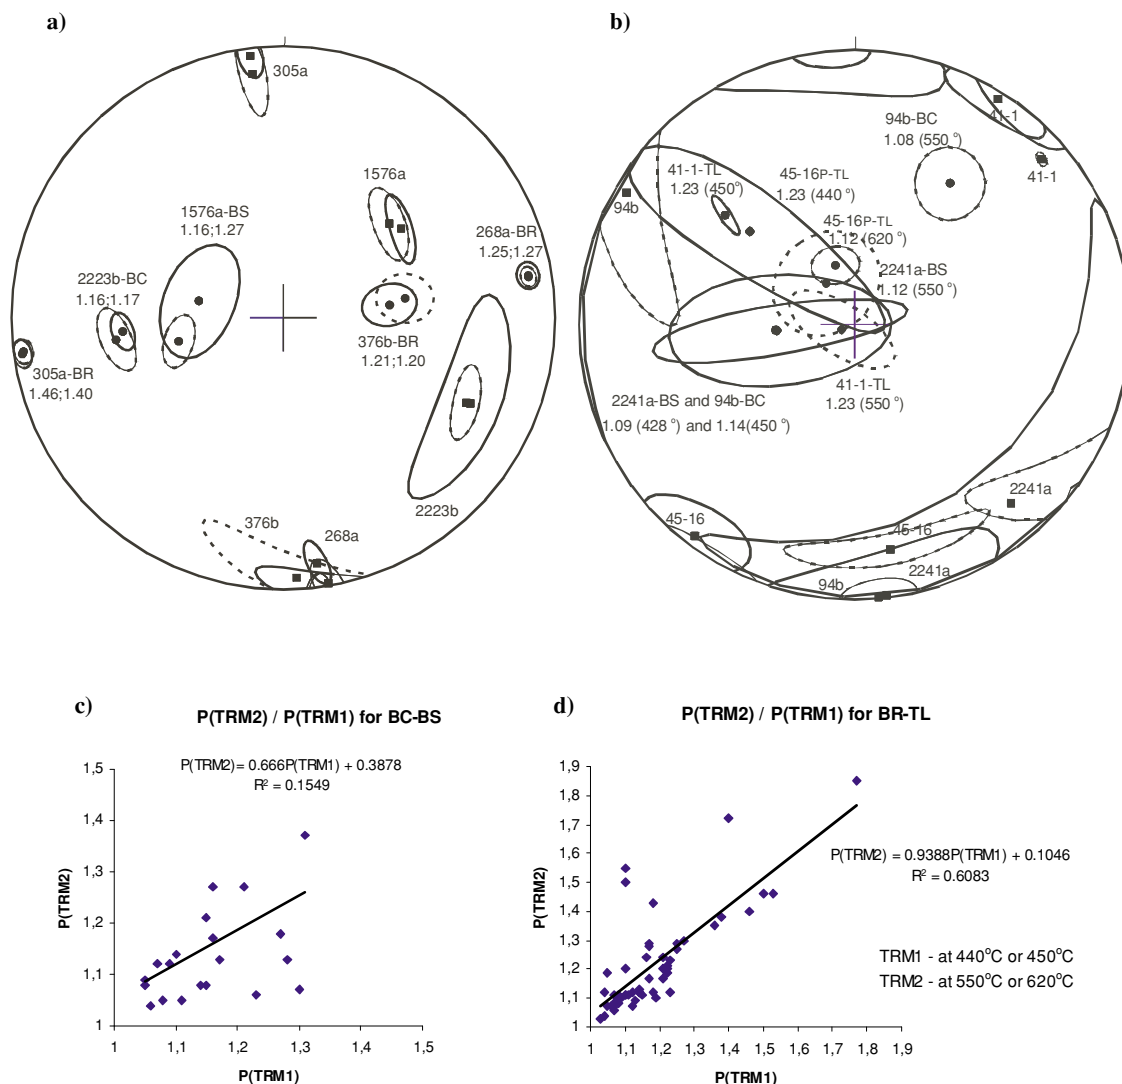 a)
305a
1576a
1576a-BS
1.16;1.27
268a-BR
1.25;1.27
2223b-BC
1.16;1.17
376b-BR
1.21;1.20
305a-BR
1.46;1.40
2223b
376b
268a
b)
94b-BC
1.08 (550 °)
41-1
41-1
41-1-TL
1.23 (450°)
45-16P-TL
1.23 (440 °)
94b
45-16P-TL
1.12 (620 °)
2241a-BS
1.12 (550 °)
41-1-TL
1.23 (550 °)
2241a-BS and 94b-BC
1.09 (428 °) and 1.14(450 °)
2241a
45-16
45-16
2241a
94b
c)
P(TRM2) / P(TRM1) for BC-BS
P(TRM2) = 0.666P(TRM1) + 0.3878
R² = 0.1549
1,5
1,4
1,3
1,2
1,1
1
P(TRM2)
1 1,1 1,2 1,3 1,4 1,5
P(TRM1)
d)
P(TRM2) / P(TRM1) for BR-TL
1,9
1,8
1,7
1,6
1,5
1,4
1,3
1,2
1,1
1
P(TRM2)
P(TRM2) = 0.9388P(TRM1) + 0.1046
R² = 0.6083
TRM1 - at 440°C or 450°C
TRM2 - at 550°C or 620°C
1 1,1 1,2 1,3 1,4 1,5 1,6 1,7 1,8 1,9
P(TRM1)